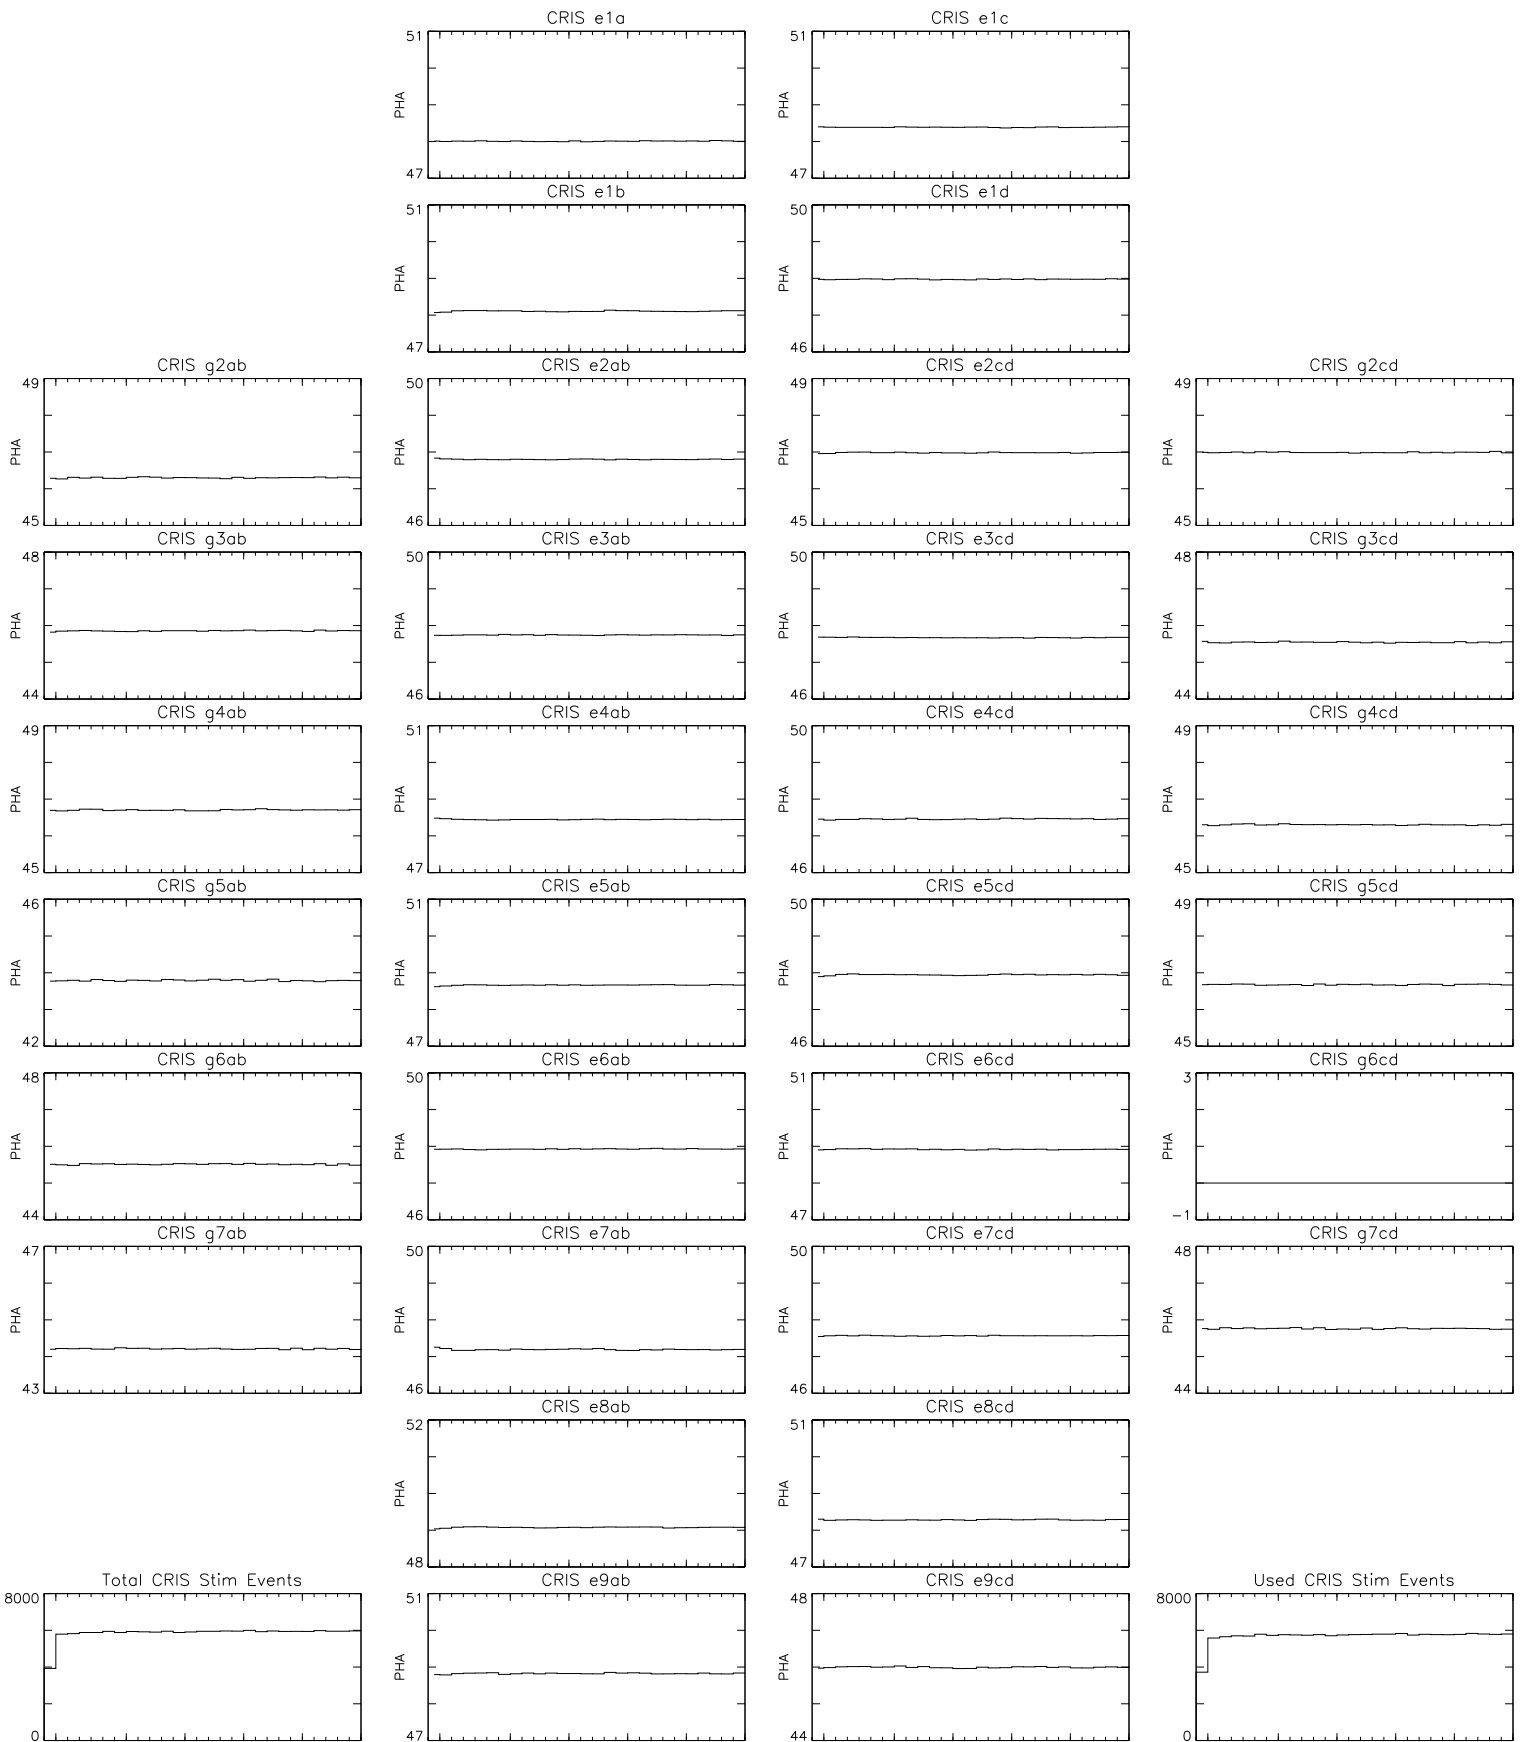 CRIS e1a
51
PHA
47
CRIS e1c
51
PHA
47
CRIS e1b
51
PHA
47
CRIS e1d
50
PHA
46
CRIS g2ab
49
PHA
45
CRIS e2ab
50
PHA
46
CRIS e2cd
49
PHA
45
CRIS g2cd
49
PHA
45
CRIS g3ab
48
PHA
44
CRIS e3ab
50
PHA
46
CRIS e3cd
50
PHA
46
CRIS g3cd
48
PHA
44
CRIS g4ab
49
PHA
45
CRIS e4ab
51
PHA
47
CRIS e4cd
50
PHA
46
CRIS g4cd
49
PHA
45
CRIS g5ab
46
PHA
42
CRIS e5ab
51
PHA
47
CRIS e5cd
50
PHA
46
CRIS g5cd
49
PHA
45
CRIS g6ab
48
PHA
44
CRIS e6ab
50
PHA
46
CRIS e6cd
51
PHA
47
CRIS g6cd
3
PHA
-1
CRIS g7ab
47
PHA
43
CRIS e7ab
50
PHA
46
CRIS e7cd
50
PHA
46
CRIS g7cd
48
PHA
44
CRIS e8ab
52
PHA
48
CRIS e8cd
51
PHA
47
Total CRIS Stim Events
8000
0
CRIS e9ab
51
PHA
47
CRIS e9cd
48
PHA
44
Used CRIS Stim Events
8000
0